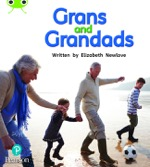 Grans
and
Grandads
Written by Elizabeth Newlove
Pearson